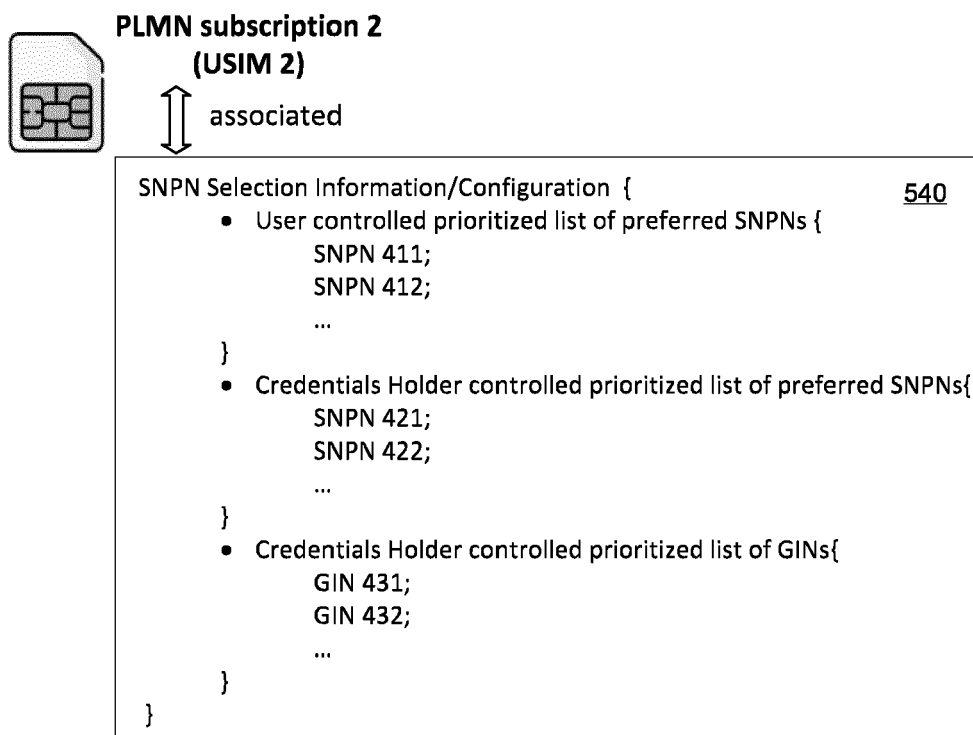 PLMN subscription 2
(USIM 2)
associated
SNPN Selection Information/Configuration {
540
• User controlled prioritized list of preferred SNPNs {
SNPN 411;
SNPN 412;
...
}
• Credentials Holder controlled prioritized list of preferred SNPNs{
SNPN 421;
SNPN 422;
...
}
• Credentials Holder controlled prioritized list of GINs{
GIN 431;
GIN 432;
...
}
}